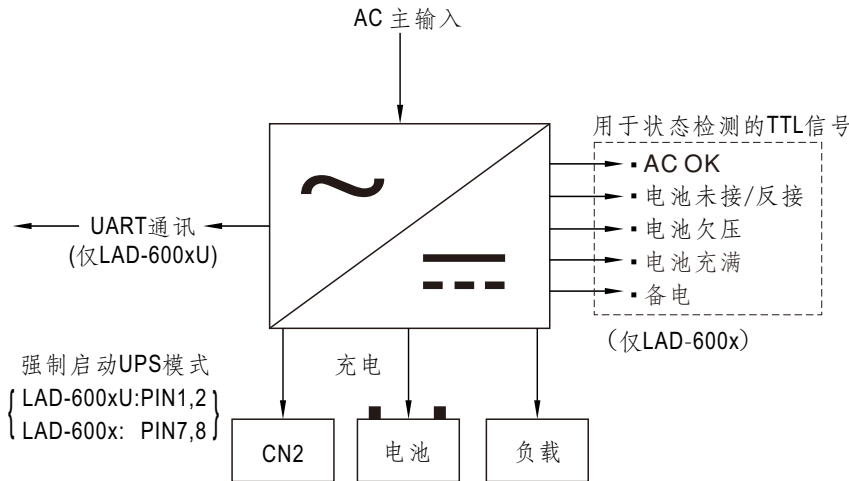 AC 主输入
用于状态检测的TTL信号
▪ AC OK
▪ 电池未接/反接
▪ 电池欠压
▪ 电池充满
▪ 备电
(仅LAD-600x)
UART通讯
(仅LAD-600xU)
强制启动UPS模式
LAD-600xU:PIN1,2
LAD-600x: PIN7,8
充电
CN2
电池
负载